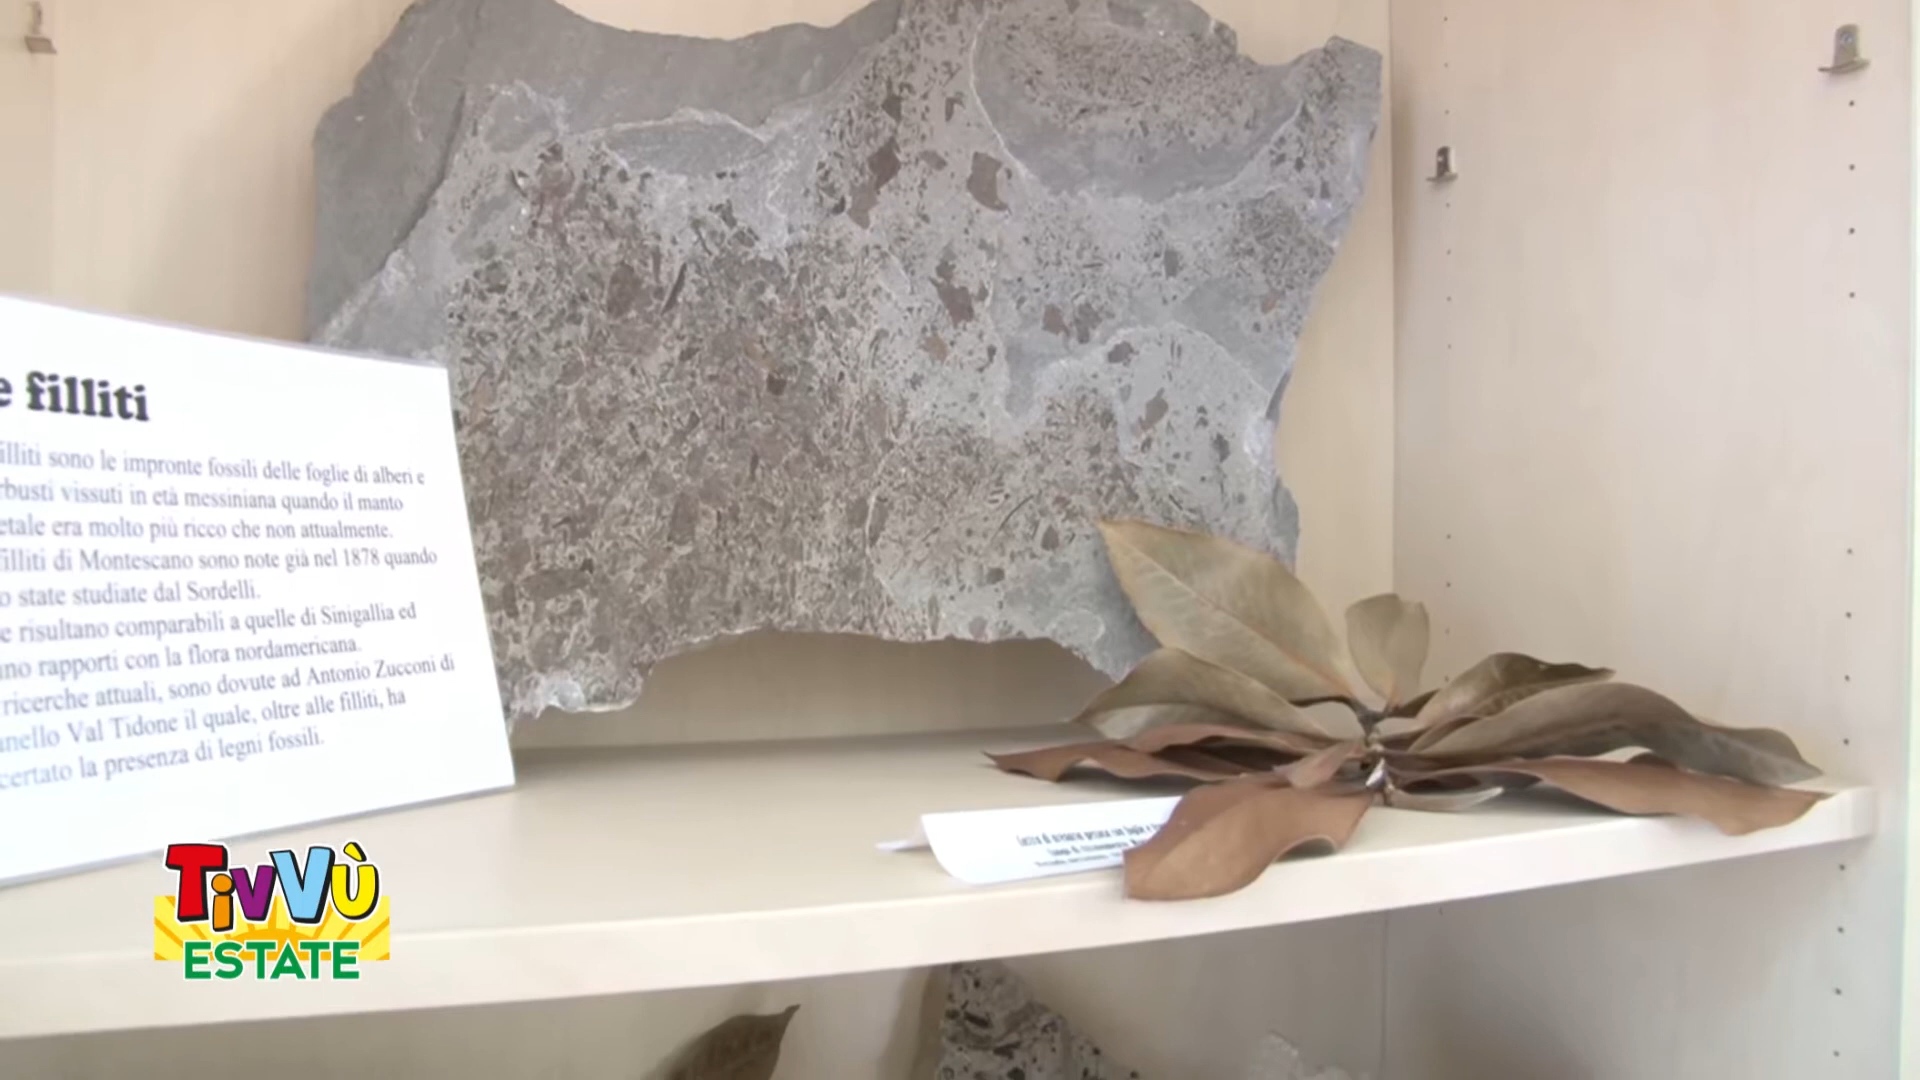 e filliti
illiti sono le impronte fossili delle foglie di alberi e
rbusti vissuti in età messiniana quando il manto
etale era molto più ricco che non attualmente.
filliti di Montescano sono note già nel 1878 quando
o state studiate dal Sordelli.
e risultano comparabili a quelle di Sinigallia ed
nno rapporti con la flora nordamericana.
ricerche attuali, sono dovute ad Antonio Zucconi di
nello Val Tidone il quale, oltre alle filliti, ha
certato la presenza di legni fossili.
TivVù
ESTATE